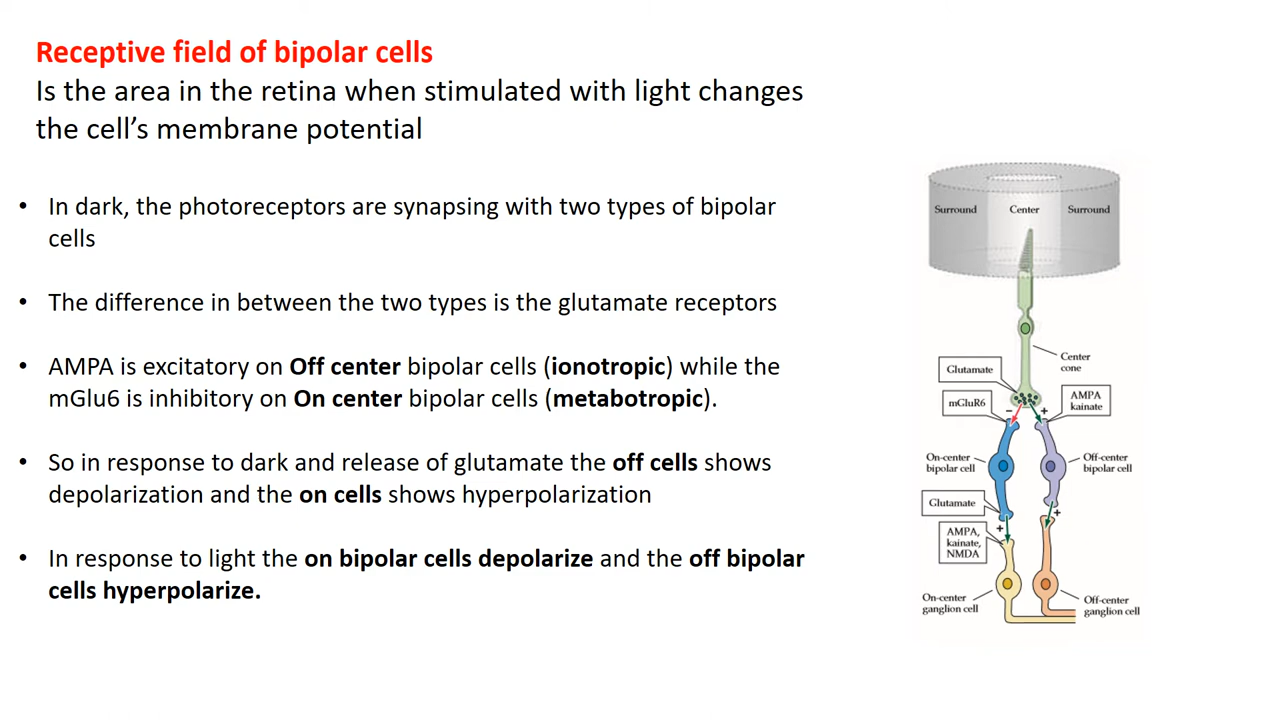 Receptive field of bipolar cells
Is the area in the retina when stimulated with light changes
the cell's membrane potential
• In dark, the photoreceptors are synapsing with two types of bipolar
cells
• The difference in between the two types is the glutamate receptors
• AMPA is excitatory on Off center bipolar cells (ionotropic) while the
mGlu6 is inhibitory on On center bipolar cells (metabotropic).
• So in response to dark and release of glutamate the off cells shows
depolarization and the on cells shows hyperpolarization
• In response to light the on bipolar cells depolarize and the off bipolar
cells hyperpolarize.
Surround Center Surround
Center
cone
Glutamate
mGluR6
AMPA
kainate
– +
On-center
bipolar cell
Off-center
bipolar cell
Glutamate
+ +
AMPA,
kainate,
NMDA
On-center
ganglion cell
Off-center
ganglion cell